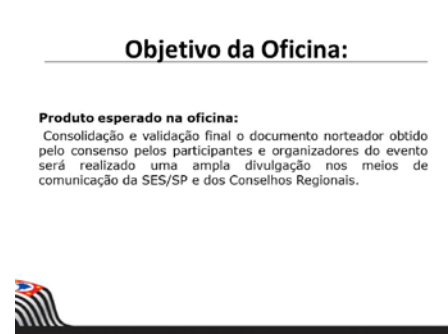 Objetivo da Oficina:
Produto esperado na oficina:
Consolidação e validação final o documento norteador obtido
pelo consenso pelos participantes e organizadores do evento
será realizado uma ampla divulgação nos meios de
comunicação da SES/SP e dos Conselhos Regionais.